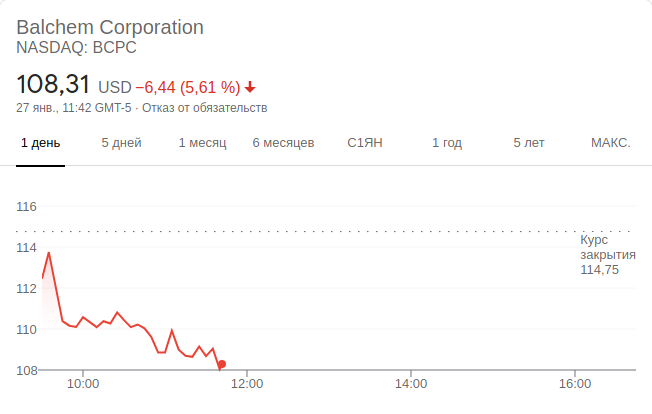 Balchem Corporation
NASDAQ: BCPC
108,31 USD −6,44 (5,61 %)
27 янв., 11:42 GMT-5 · Отказ от обязательств
1 день 5 дней 1 месяц 6 месяцев С1ЯН 1 год 5 лет МАКС.
116
114
112
110
108
Курс
закрытия
114,75
10:00 12:00 14:00 16:00